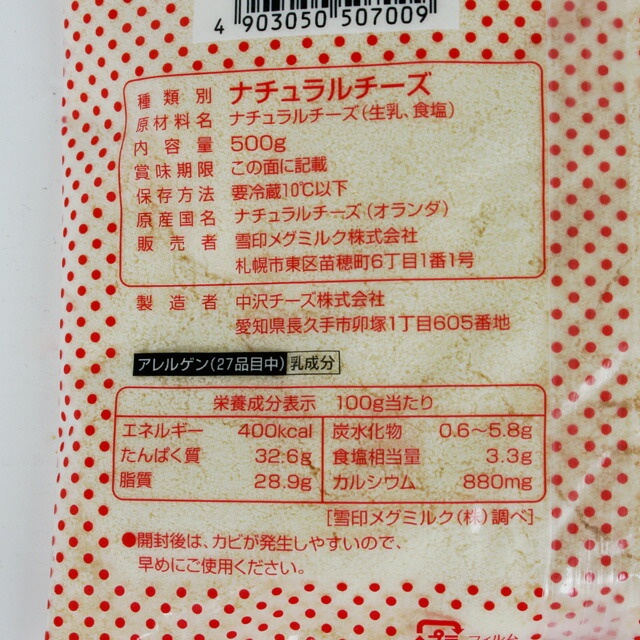 4 903050 507009
種類別 ナチュラルチーズ
原材料名 ナチュラルチーズ(生乳、食塩)
内容量 500g
賞味期限 この面に記載
保存方法 要冷蔵10℃以下
原産国名 ナチュラルチーズ(オランダ)
販売者 雪印メグミルク株式会社
札幌市東区苗穂町6丁目1番1号
製造者 中沢チーズ株式会社
愛知県長久手市卯塚1丁目605番地
アレルゲン(27品目中) 乳成分
栄養成分表示 100g当たり
エネルギー 400kcal 炭水化物 0.6～5.8g
たんぱく質 32.6g 食塩相当量 3.3g
脂質 28.9g カルシウム 880mg
[雪印メグミルク(株)調べ]
●開封後は、カビが発生しやすいので、
早めにご使用ください。
プラ フィルム